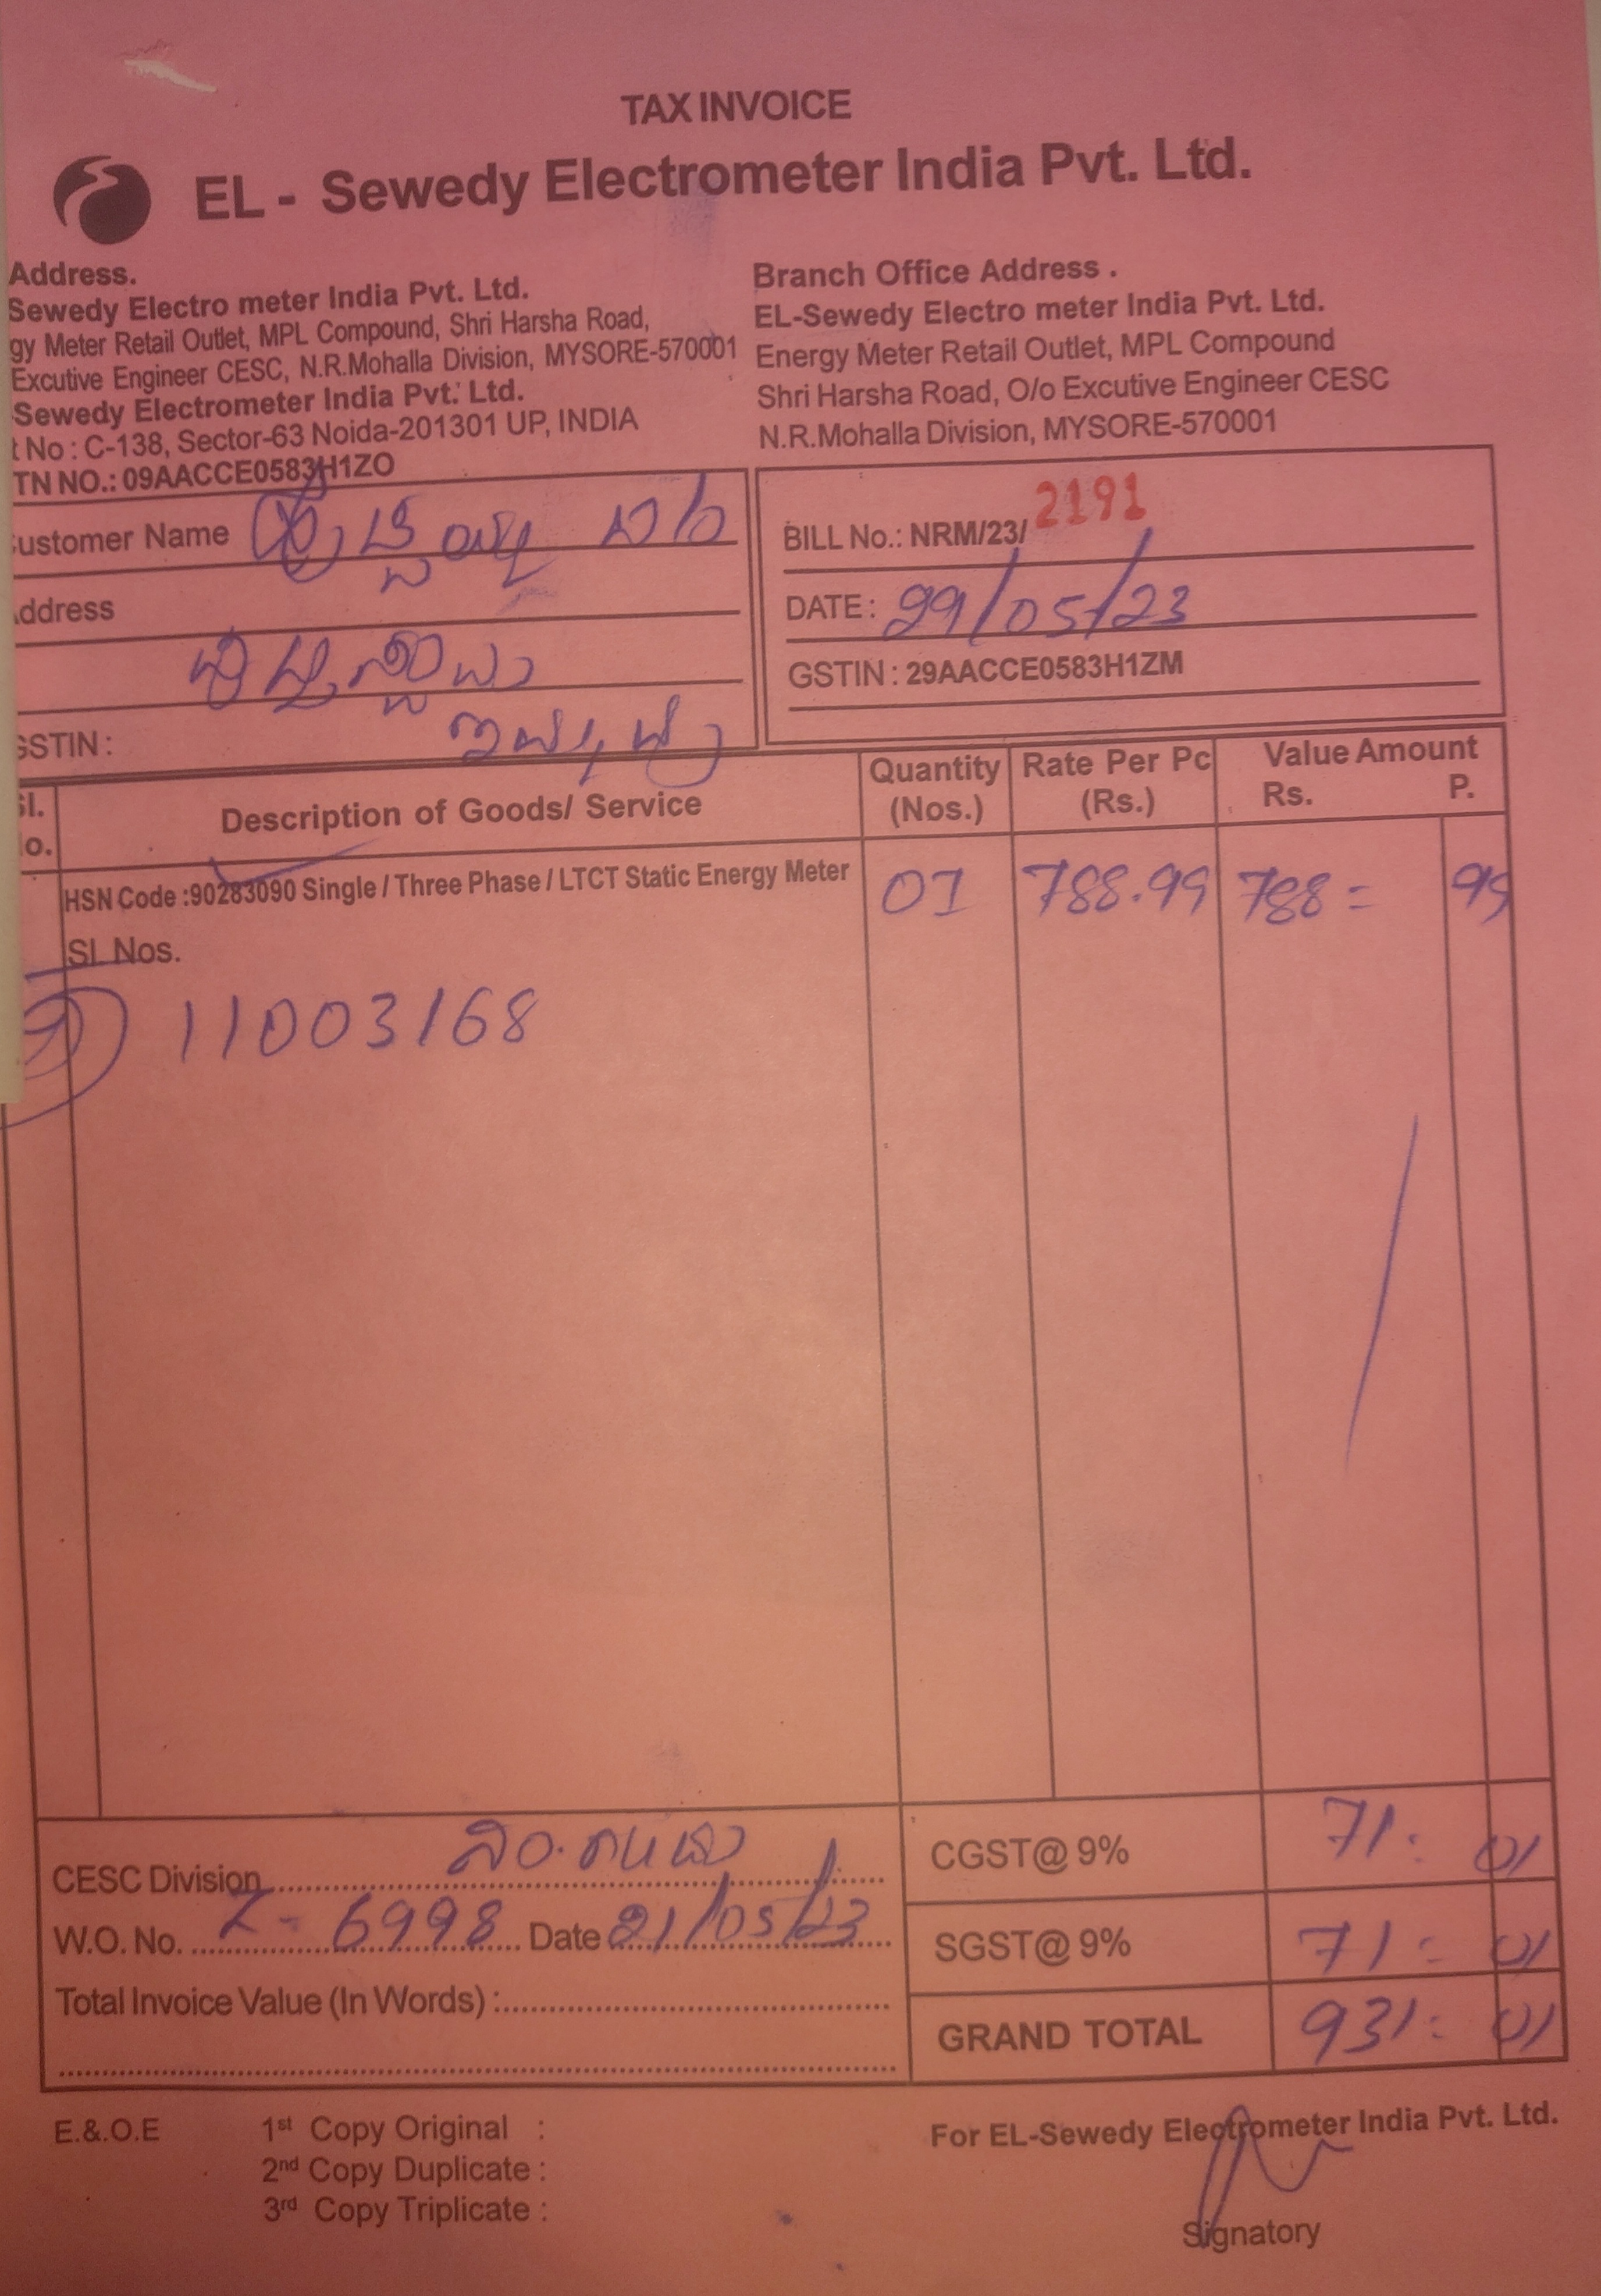 TAX INVOICE
EL - Sewedy Electrometer India Pvt. Ltd.
Address.
Sewedy Electro meter India Pvt. Ltd.
gy Meter Retail Outlet, MPL Compound, Shri Harsha Road,
Excutive Engineer CESC, N.R.Mohalla Division, MYSORE-570001
Sewedy Electrometer India Pvt. Ltd.
t No : C-138, Sector-63 Noida-201301 UP, INDIA
TN NO.: 09AACCE0583H1ZO
Branch Office Address .
EL-Sewedy Electro meter India Pvt. Ltd.
Energy Meter Retail Outlet, MPL Compound
Shri Harsha Road, O/o Excutive Engineer CESC
N.R.Mohalla Division, MYSORE-570001
ustomer Name
ddress
GSTIN :
BILL No.: NRM/23/ 2191
DATE : 29/05/23
GSTIN : 29AACCE0583H1ZM
Sl. No. Description of Goods/ Service Quantity (Nos.) Rate Per Pc (Rs.) Value Amount Rs. P.
HSN Code :90283090 Single / Three Phase / LTCT Static Energy Meter 01 788.99 788 = 99
Sl. Nos.
11003168
CESC Division
W.O. No. Z - 6998 Date 21/05/23
Total Invoice Value (In Words) :
CGST@ 9% 71 : 01
SGST@ 9% 71 = 01
GRAND TOTAL 931 : 01
E.&.O.E
1st Copy Original :
2nd Copy Duplicate :
3rd Copy Triplicate :
For EL-Sewedy Electrometer India Pvt. Ltd.
Signatory